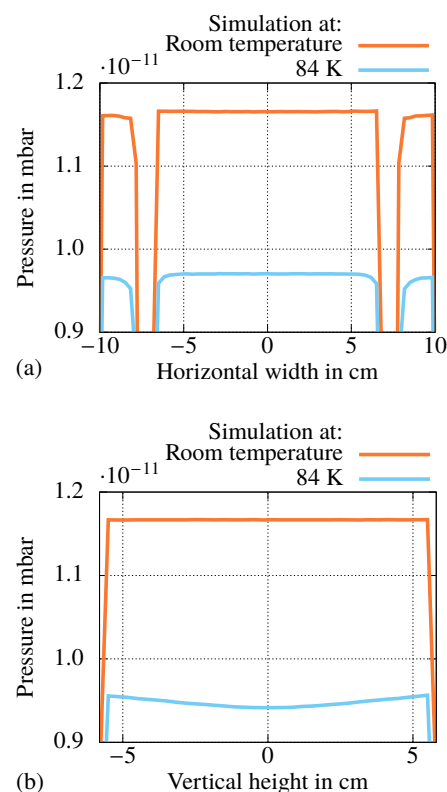 Simulation at:
Room temperature
84 K
·10⁻¹¹
1.2
1.1
1.0
0.9
Pressure in mbar
−10 −5 0 5 10
Horizontal width in cm
(a)
Simulation at:
Room temperature
84 K
·10⁻¹¹
1.2
1.1
1.0
0.9
Pressure in mbar
−5 0 5
Vertical height in cm
(b)